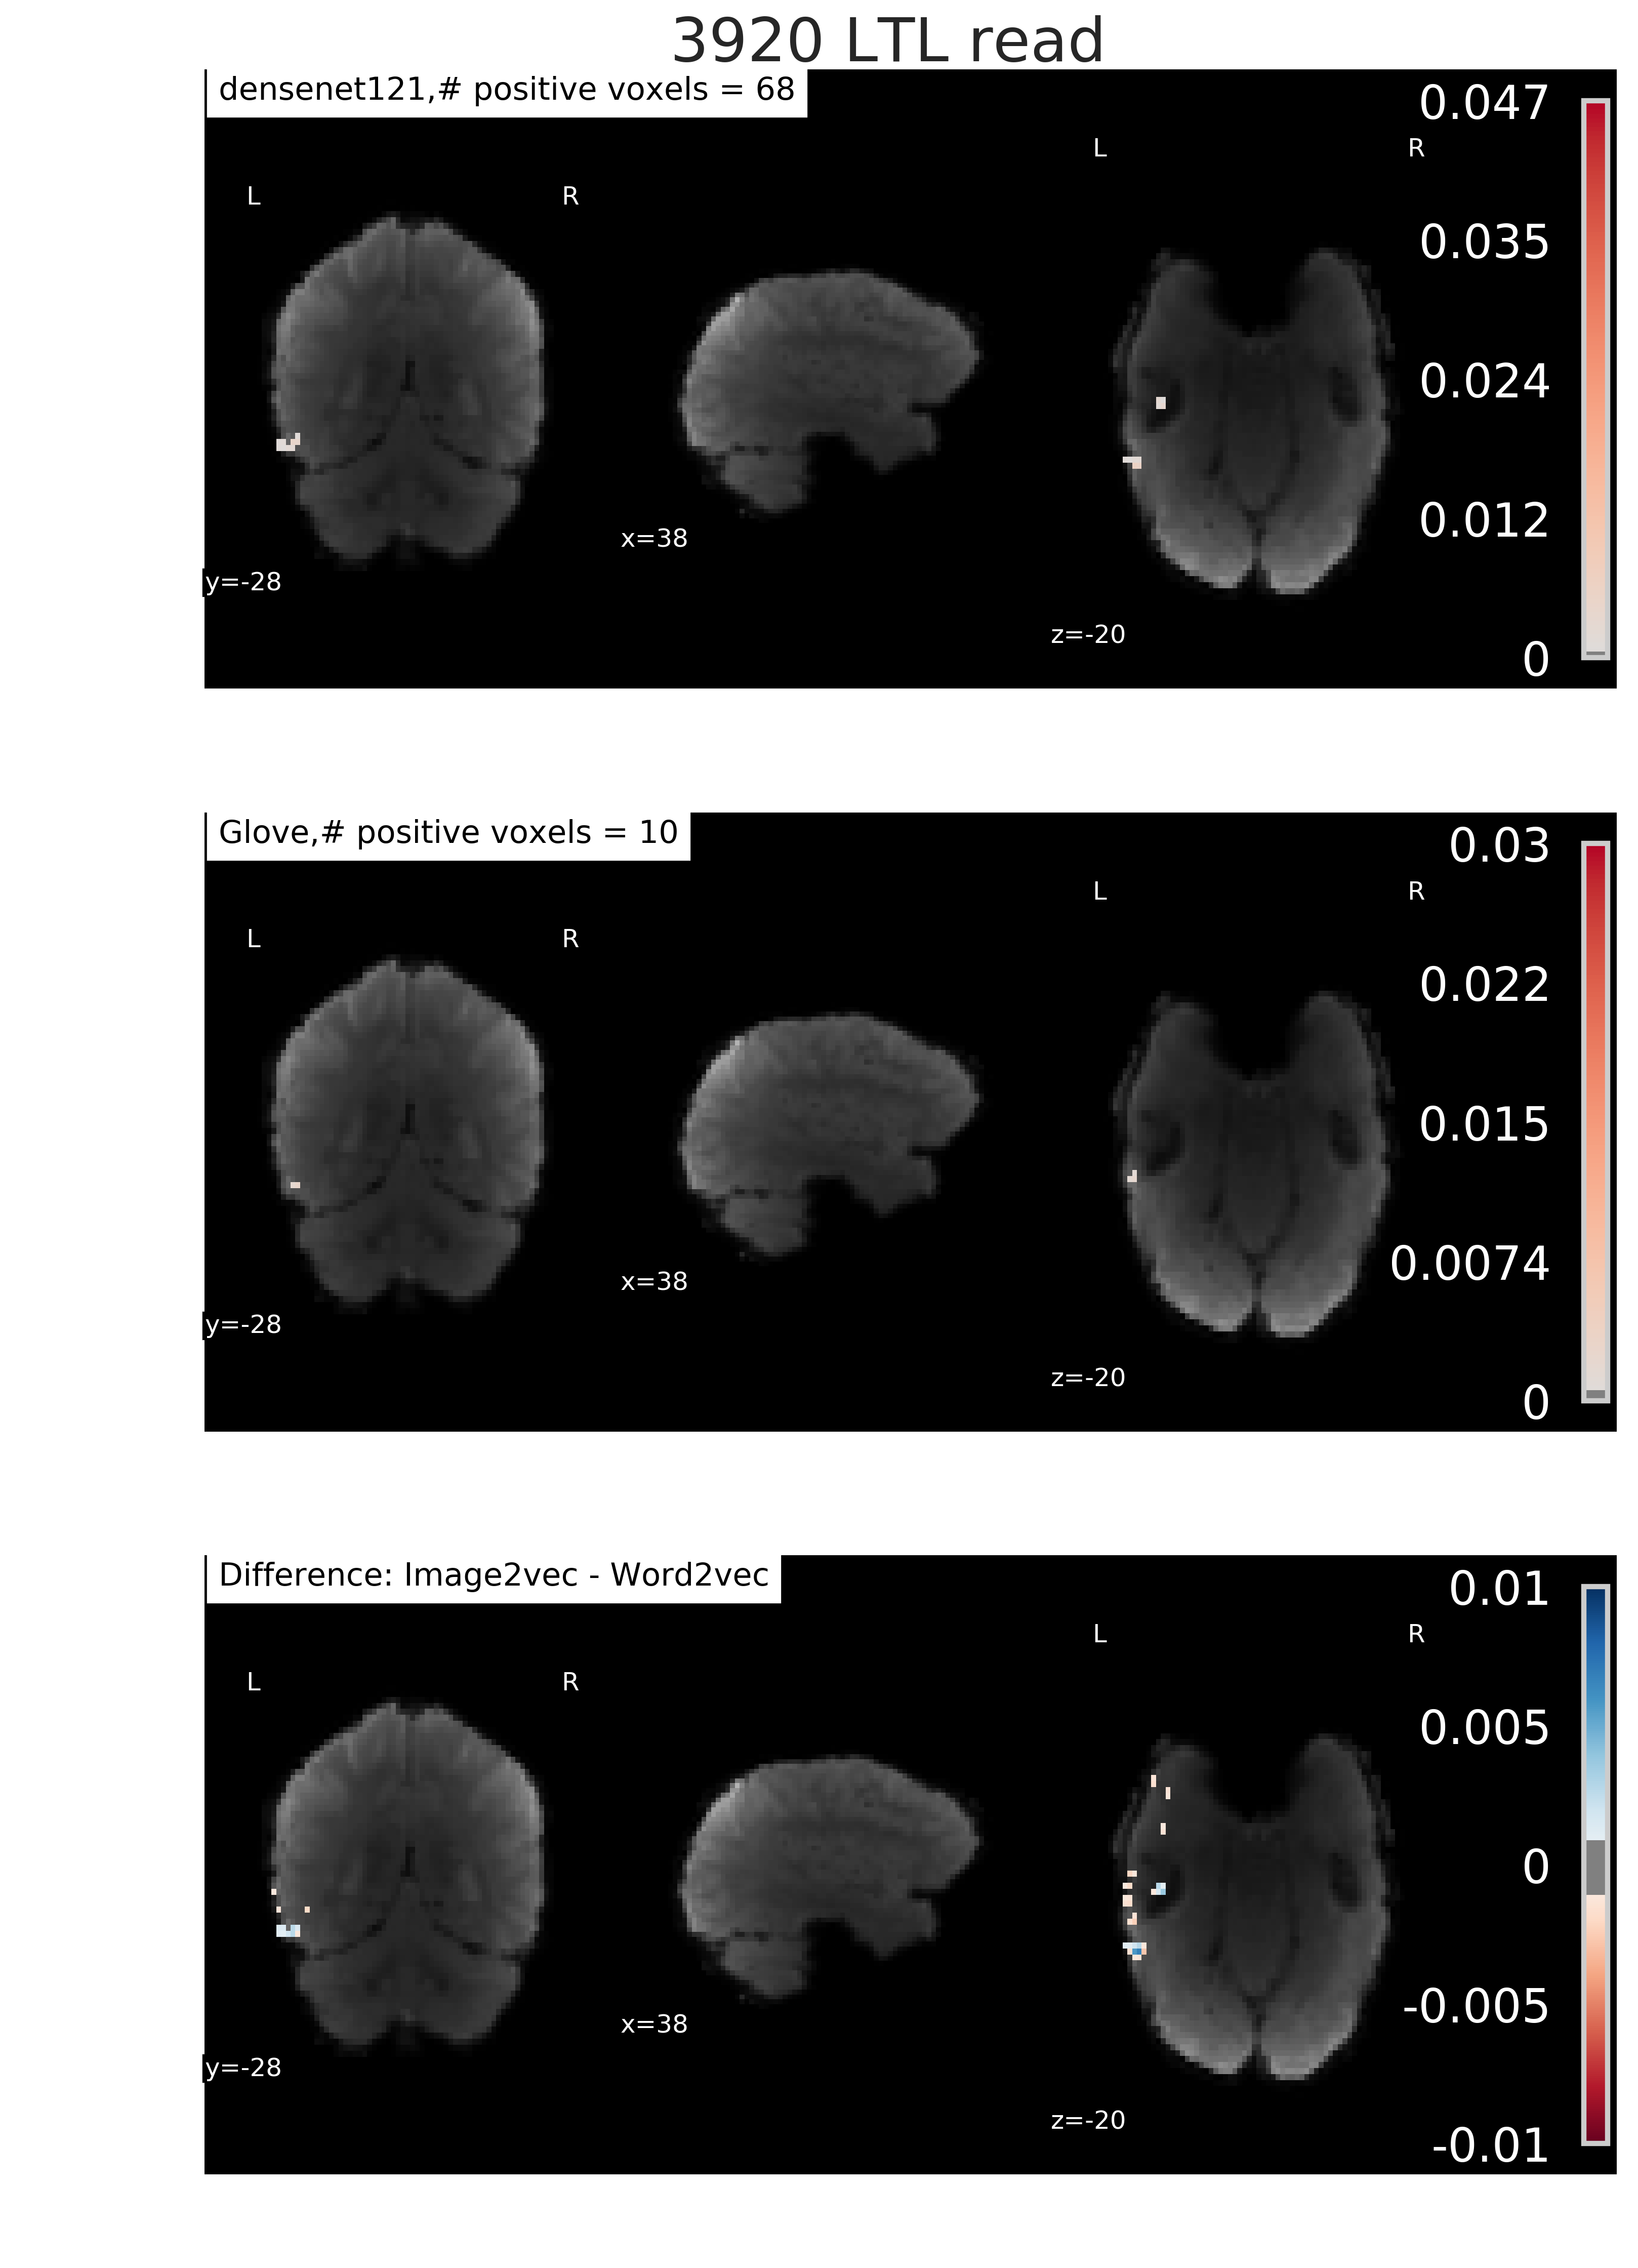 3920 LTL read
densenet121,# positive voxels = 68
0.047
L R
0.035
L R
0.024
0.012
x=38
y=-28
z=-20
0
Glove,# positive voxels = 10
0.03
L R
0.022
L R
0.015
0.0074
x=38
y=-28
z=-20
0
Difference: Image2vec - Word2vec
0.01
L R
0.005
L R
0
-0.005
x=38
y=-28
z=-20
-0.01